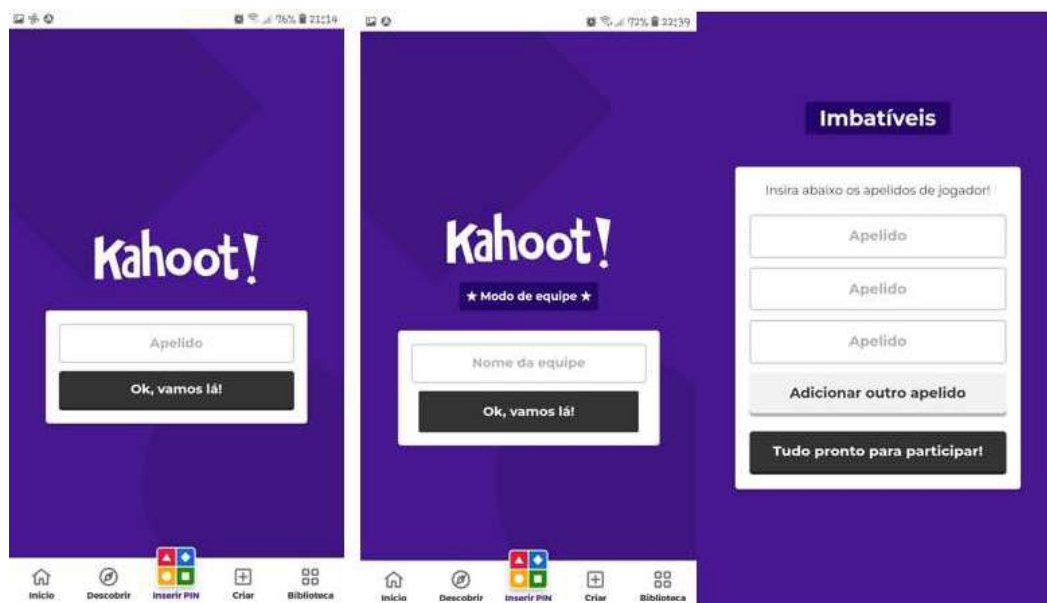 76% 21:14
Kahoot!
Apelido
Ok, vamos lá!
Início Descobrir Inserir PIN Criar Biblioteca
72% 22:39
Kahoot!
★ Modo de equipe ★
Nome da equipe
Ok, vamos lá!
Início Descobrir Inserir PIN Criar Biblioteca
Imbatíveis
Insira abaixo os apelidos de jogador!
Apelido
Apelido
Apelido
Adicionar outro apelido
Tudo pronto para participar!